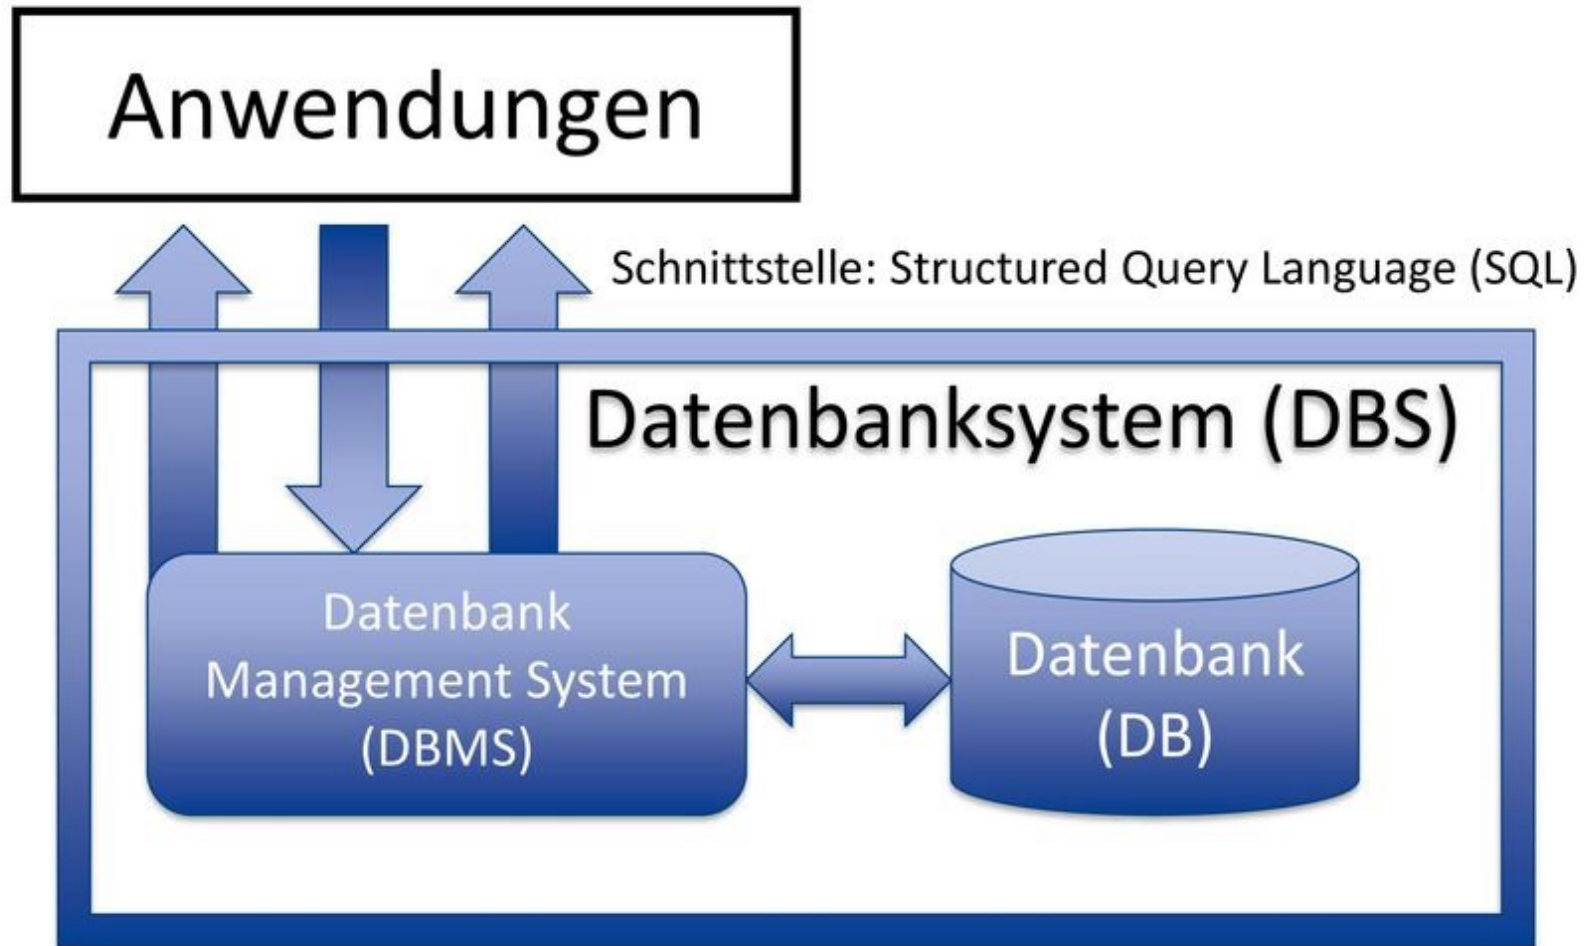 Anwendungen
Schnittstelle: Structured Query Language (SQL)
Datenbanksystem (DBS)
Datenbank
Management System
(DBMS)
Datenbank
(DB)